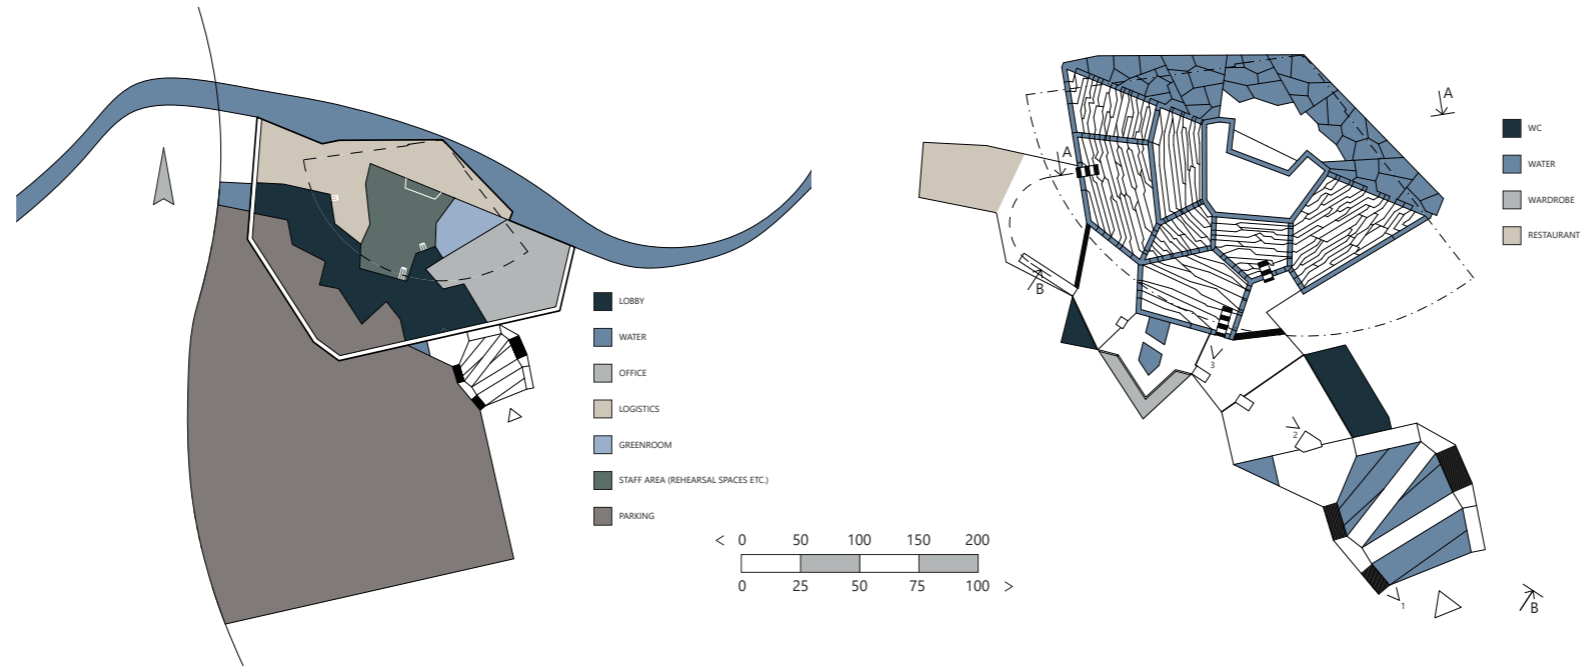 A
WC
A
WATER
WARDROBE
RESTAURANT
B
LOBBY
WATER
OFFICE
LOGISTICS
GREENROOM
STAFF AREA (REHEARSAL SPACES ETC.)
PARKING
3
2
< 0 50 100 150 200
0 25 50 75 100 >
1
B